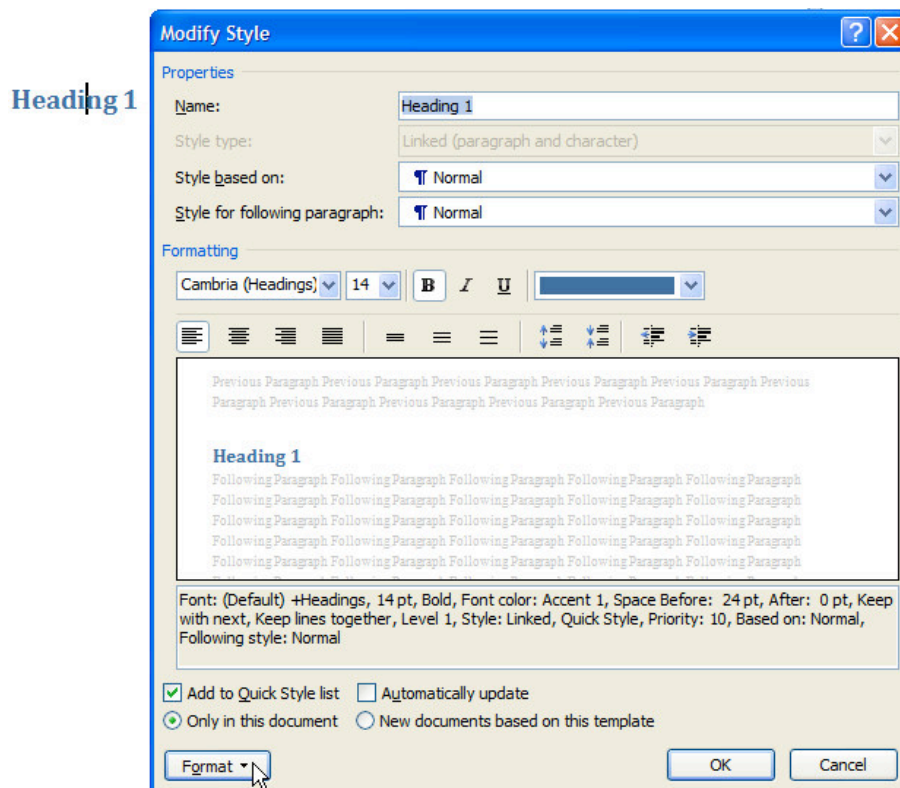 Modify Style
Properties
Heading 1
Name: Heading 1
Style type: Linked (paragraph and character)
Style based on: ¶ Normal
Style for following paragraph: ¶ Normal
Formatting
Cambria (Headings) 14 B I U
Previous Paragraph Previous Paragraph Previous Paragraph Previous Paragraph Previous Paragraph Previous
Paragraph Previous Paragraph Previous Paragraph Previous Paragraph Previous Paragraph
Heading 1
Following Paragraph Following Paragraph Following Paragraph Following Paragraph Following Paragraph
Following Paragraph Following Paragraph Following Paragraph Following Paragraph Following Paragraph
Following Paragraph Following Paragraph Following Paragraph Following Paragraph Following Paragraph
Following Paragraph Following Paragraph Following Paragraph Following Paragraph Following Paragraph
Following Paragraph Following Paragraph Following Paragraph Following Paragraph Following Paragraph
Font: (Default) +Headings, 14 pt, Bold, Font color: Accent 1, Space Before: 24 pt, After: 0 pt, Keep
with next, Keep lines together, Level 1, Style: Linked, Quick Style, Priority: 10, Based on: Normal,
Following style: Normal
Add to Quick Style list Automatically update
Only in this document New documents based on this template
Format OK Cancel